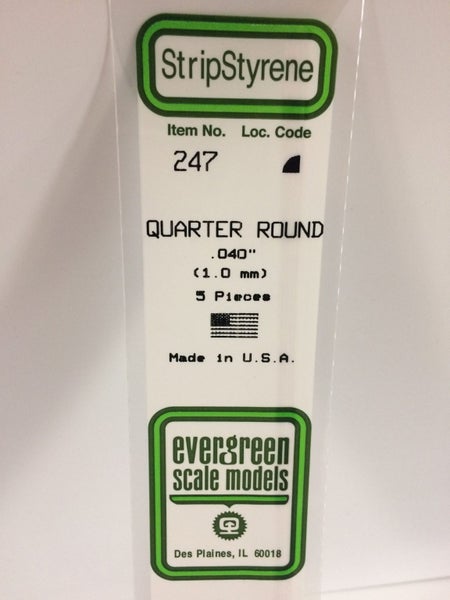 StripStyrene
Item No. Loc. Code
247
QUARTER ROUND
.040"
(1.0 mm)
5 Pieces
Made in U.S.A.
evergreen
scale models
Des Plaines, IL 60018